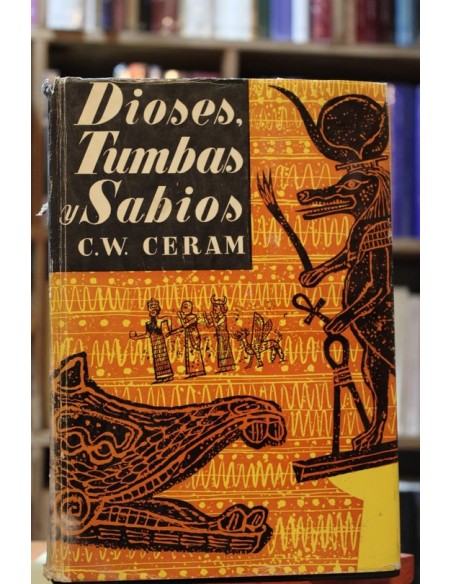 Dioses,
Tumbas
y Sabios
C.W. CERAM